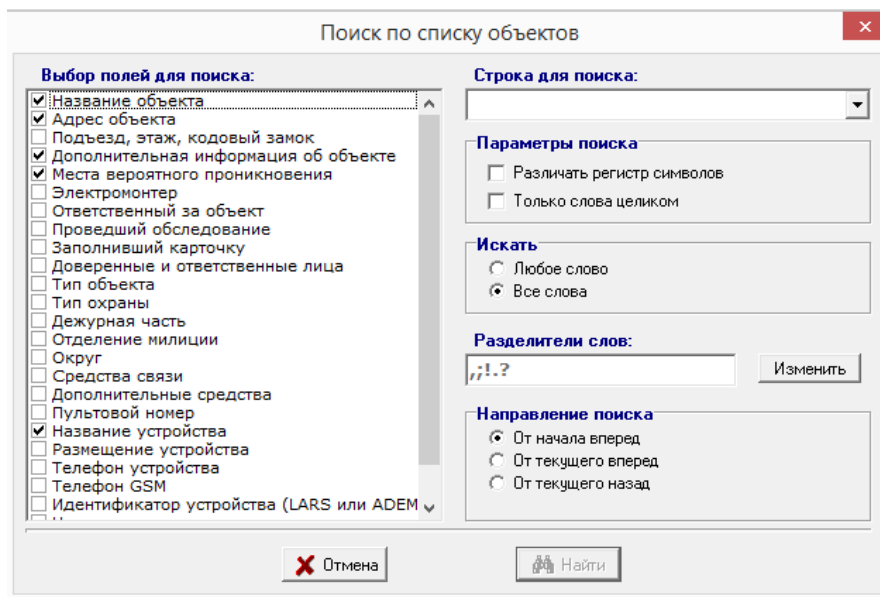 Поиск по списку объектов
Выбор полей для поиска:
Название объекта
Адрес объекта
Подъезд, этаж, кодовый замок
Дополнительная информация об объекте
Места вероятного проникновения
Электромонтер
Ответственный за объект
Проведший обследование
Заполнивший карточку
Доверенные и ответственные лица
Тип объекта
Тип охраны
Дежурная часть
Отделение милиции
Округ
Средства связи
Дополнительные средства
Пультовой номер
Название устройства
Размещение устройства
Телефон устройства
Телефон GSM
Идентификатор устройства (LARS или ADEM
Строка для поиска:
Параметры поиска
Различать регистр символов
Только слова целиком
Искать
Любое слово
Все слова
Разделители слов:
,;!.?
Изменить
Направление поиска
От начала вперед
От текущего вперед
От текущего назад
Отмена
Найти